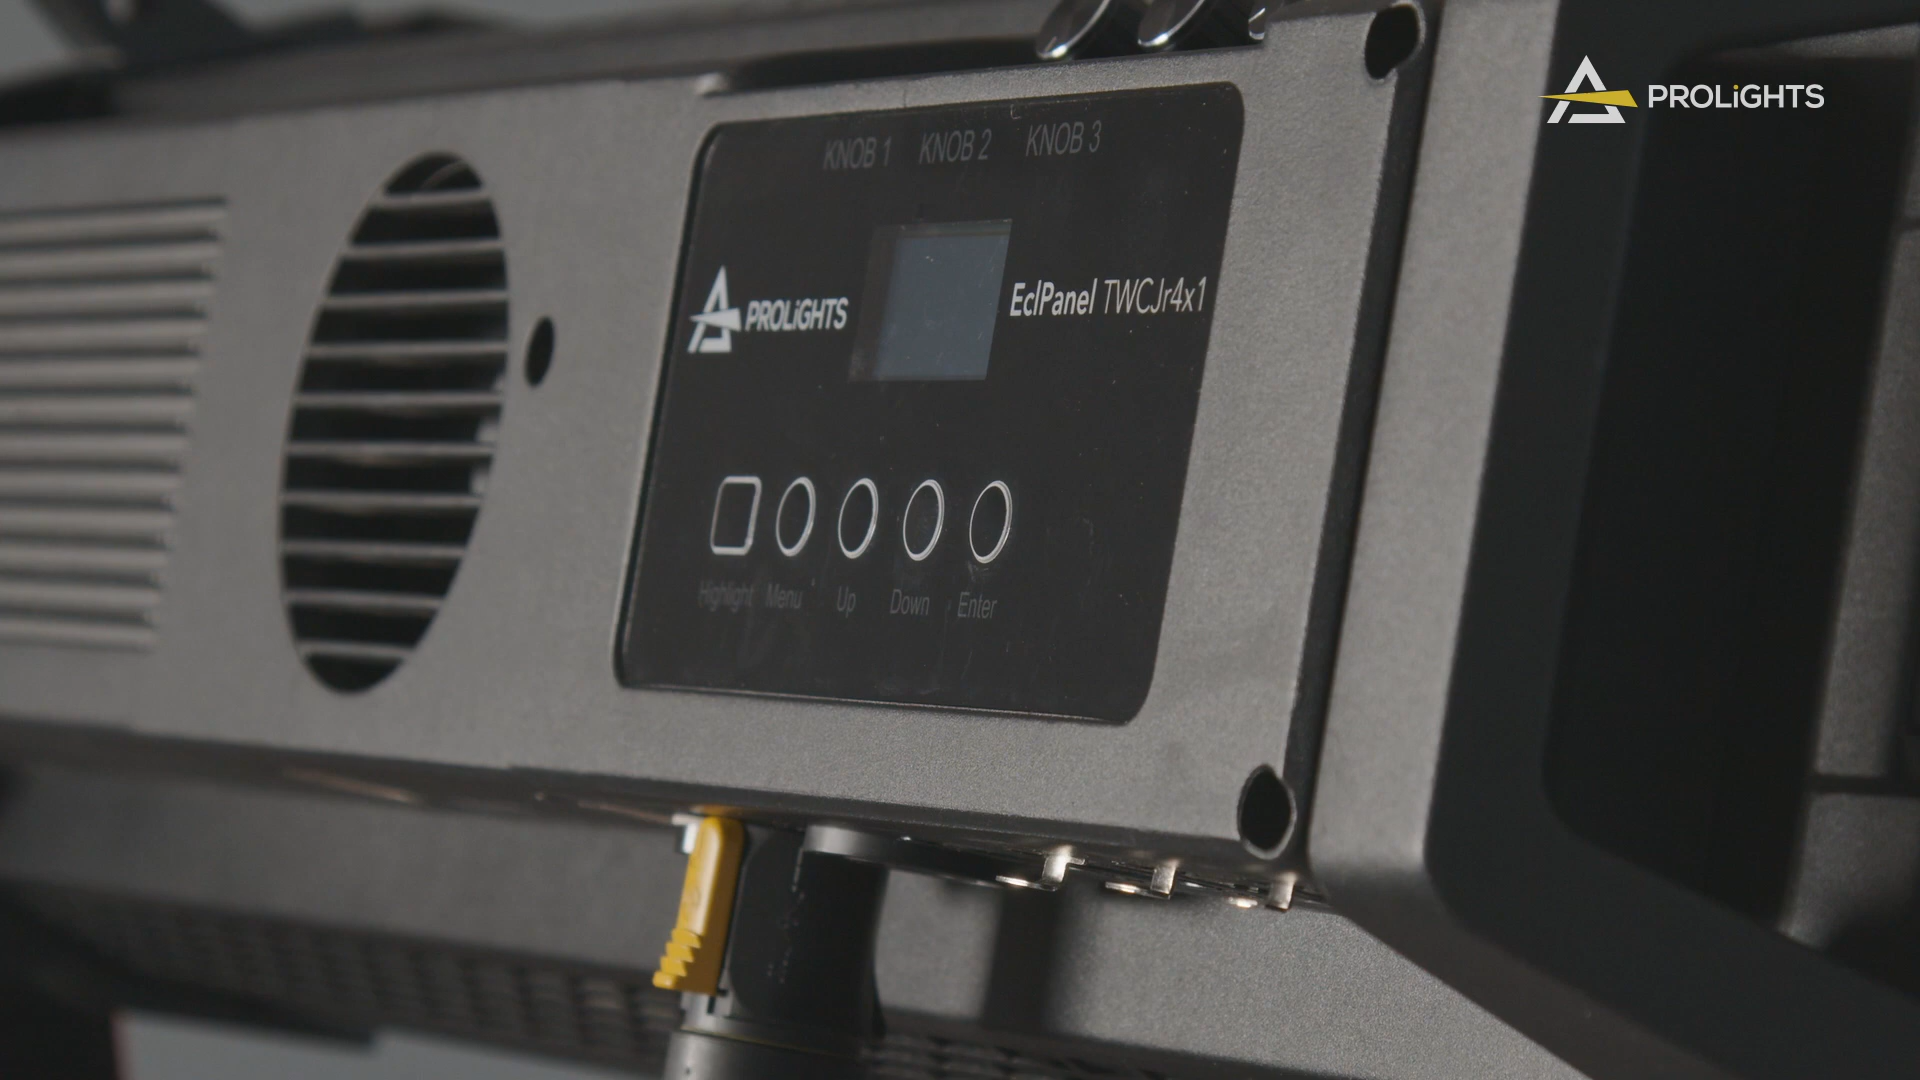 PROLiGHTS
KNOB 1 KNOB 2 KNOB 3
PROLiGHTS
EclPanel TWCJr4x1
Highlight Menu Up Down Enter